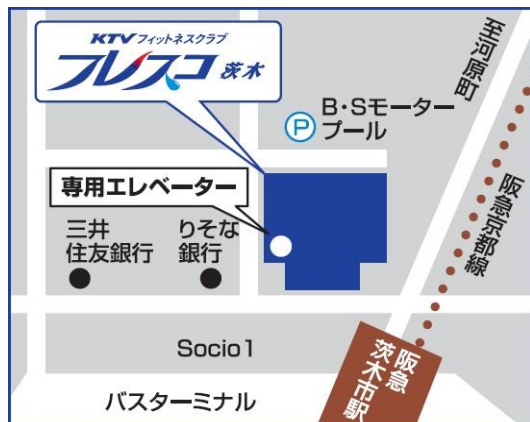 KTVフィットネスクラブ
フレスコ 茨木
至河原町
B・Sモーター
プール
P
阪急京都線
専用エレベーター
三井
住友銀行
りそな
銀行
Socio1
阪急
茨木市駅
バスターミナル